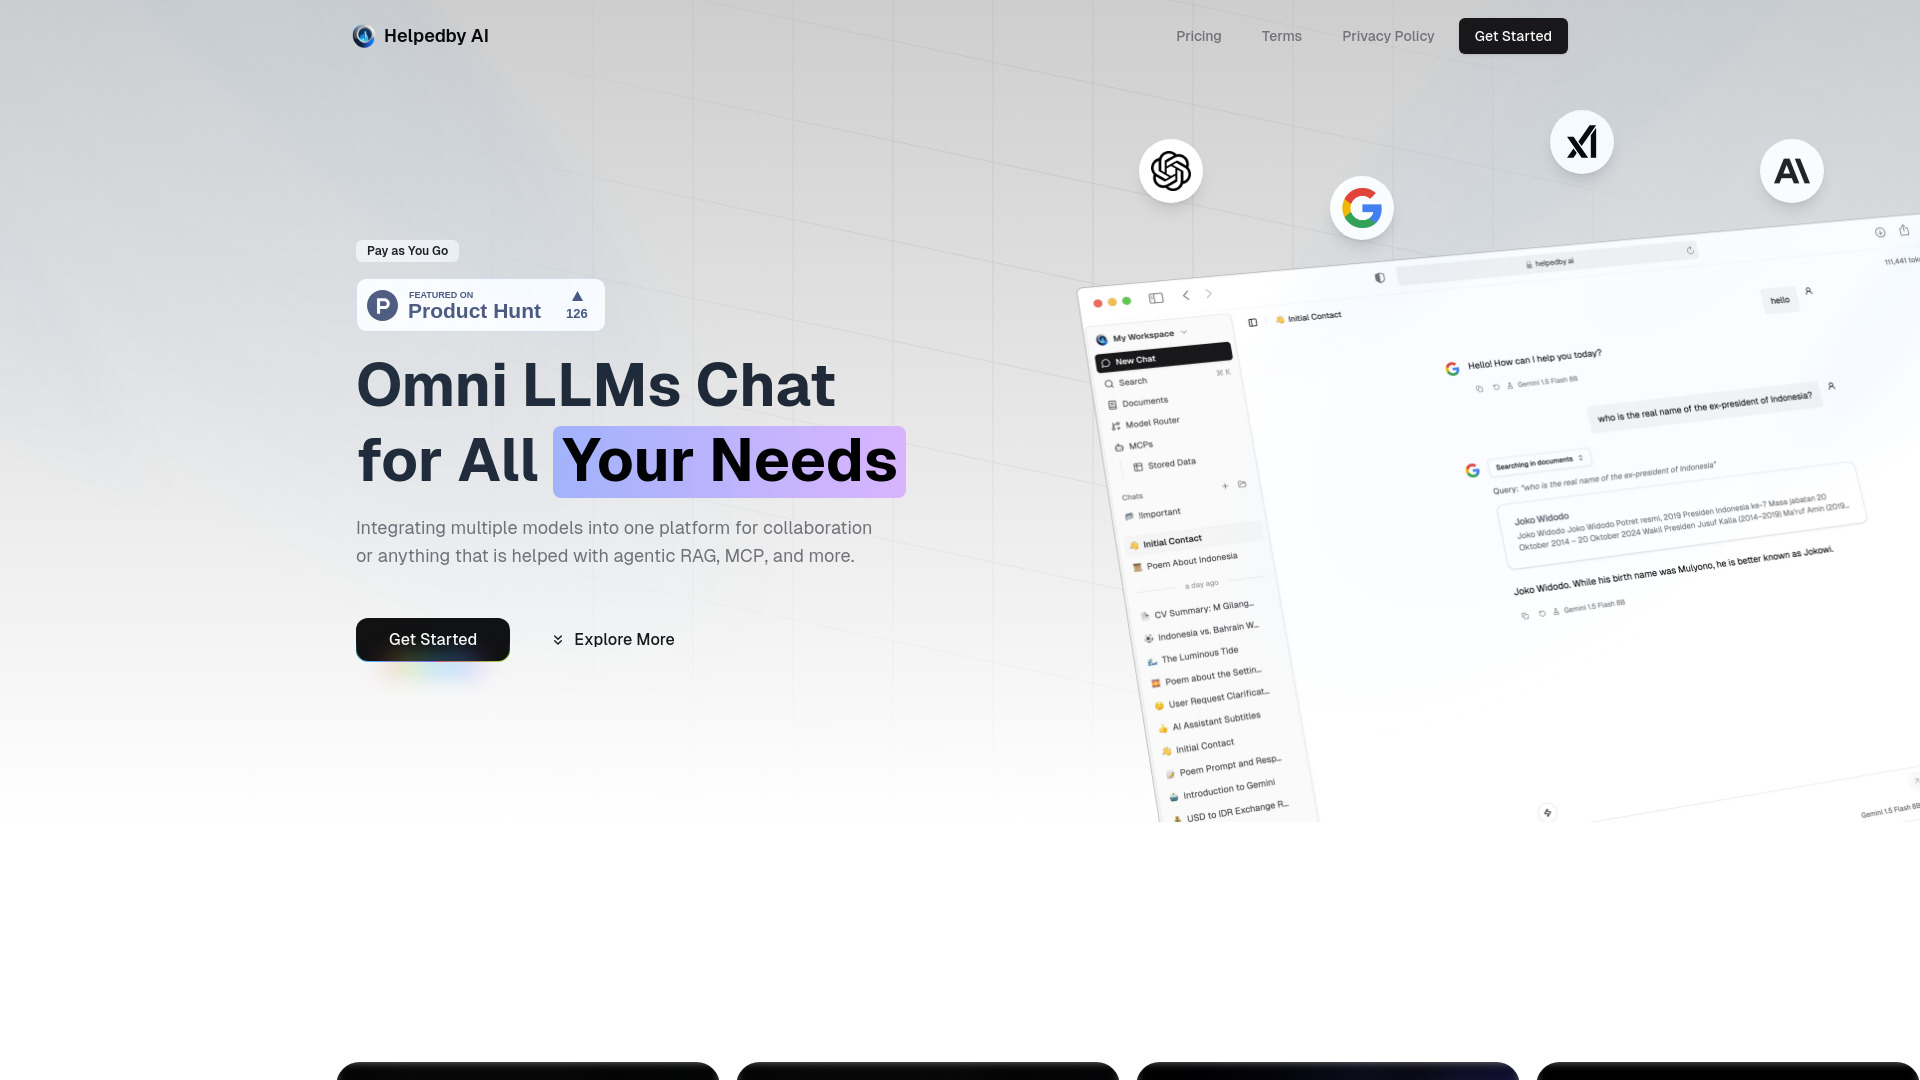 Helpedby AI
Pricing
Terms
Privacy Policy
Get Started
Pay as You Go
FEATURED ON
Product Hunt
126
Omni LLMs Chat
for All Your Needs
Integrating multiple models into one platform for collaboration
or anything that is helped with agentic RAG, MCP, and more.
Get Started
Explore More
helpedby ai
111,441 tok
My Workspace
New Chat
Search
⌘ K
Documents
Model Router
MCPs
Stored Data
Chats
!Important
Initial Contact
Poem About Indonesia
a day ago
CV Summary: M Gilang...
Indonesia vs. Bahrain W...
The Luminous Tide
Poem about the Settin...
User Request Clarificat...
AI Assistant Subtitles
Initial Contact
Poem Prompt and Resp...
Introduction to Gemini
USD to IDR Exchange R...
Initial Contact
hello
Hello! How can I help you today?
Gemini 1.5 Flash 8B
who is the real name of the ex-president of Indonesia?
Searching in documents
Query: "who is the real name of the ex-president of Indonesia"
Joko Widodo
Joko Widodo Joko Widodo Potret resmi, 2019 Presiden Indonesia ke-7 Masa jabatan 20
Oktober 2014 – 20 Oktober 2024 Wakil Presiden Jusuf Kalla (2014–2019) Ma'ruf Amin (2019...
Joko Widodo. While his birth name was Mulyono, he is better known as Jokowi.
Gemini 1.5 Flash 8B
Gemini 1.5 Flash 8B